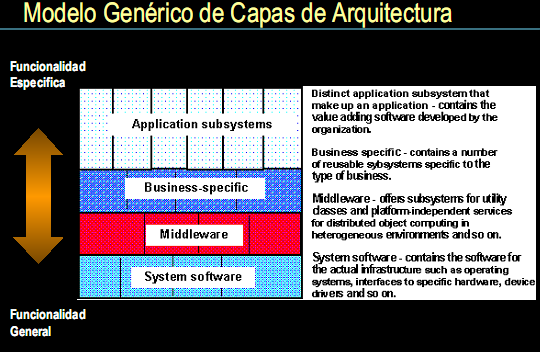 Modelo Genérico de Capas de Arquitectura
Funcionalidad
Especifica
Application subsystems
Business-specific
Middleware
System software
Funcionalidad
General
Distinct application subsystem that
make up an application - contains the
value adding software developed by the
organization.
Business specific - contains a number
of reusable sybsystems specific to the
type of business.
Middleware - offers subsystems for utility
classes and platform-independent services
for distributed object computing in
heterogeneous environments and so on.
System software - contains the software for
the actual infrastructure such as operating
systems, interfaces to specific hardware, device
drivers and so on.